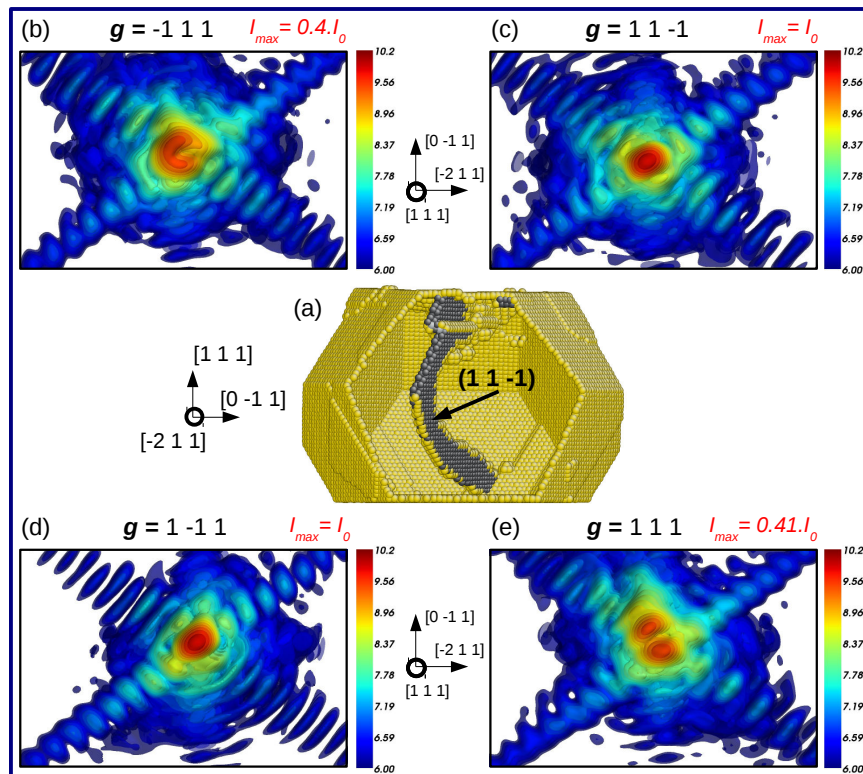 (b) g = -1 1 1 I_max = 0.4.I_0
10.2
9.56
8.96
8.37
7.78
7.19
6.59
6.00
[0 -1 1]
[-2 1 1]
[1 1 1]
(c) g = 1 1 -1 I_max = I_0
10.2
9.56
8.96
8.37
7.78
7.19
6.59
6.00
(a)
(1 1 -1)
[1 1 1]
[0 -1 1]
[-2 1 1]
(d) g = 1 -1 1 I_max = I_0
10.2
9.56
8.96
8.37
7.78
7.19
6.59
6.00
[0 -1 1]
[-2 1 1]
[1 1 1]
(e) g = 1 1 1 I_max = 0.41.I_0
10.2
9.56
8.96
8.37
7.78
7.19
6.59
6.00